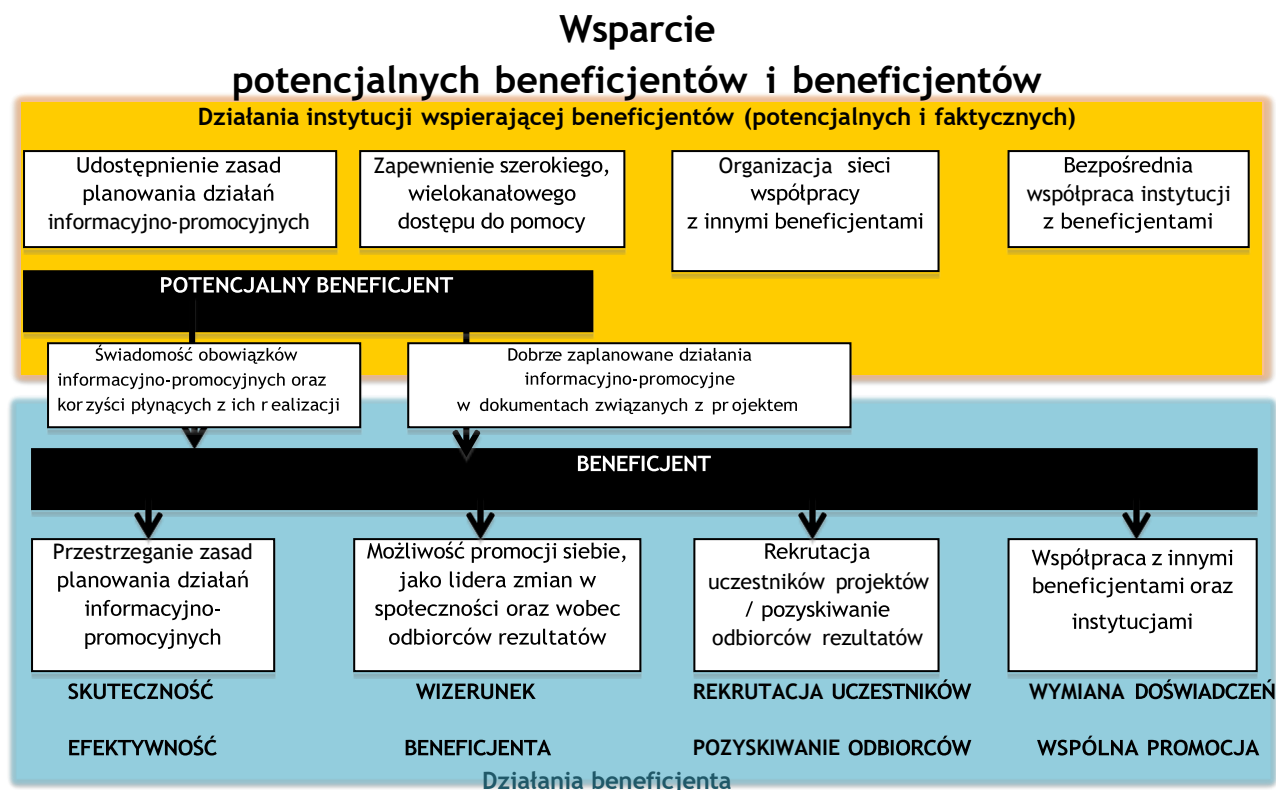 Wsparcie
potencjalnych beneficjentów i beneficjentów
Działania instytucji wspierającej beneficjentów (potencjalnych i faktycznych)
Udostępnienie zasad
planowania działań
informacyjno-promocyjnych
Zapewnienie szerokiego,
wielokanałowego
dostępu do pomocy
Organizacja sieci
współpracy
z innymi beneficjentami
Bezpośrednia
współpraca instytucji
z beneficjentami
POTENCJALNY BENEFICJENT
Świadomość obowiązków
informacyjno-promocyjnych oraz
korzyści płynących z ich realizacji
Dobrze zaplanowane działania
informacyjno-promocyjne
w dokumentach związanych z projektem
BENEFICJENT
Przestrzeganie zasad
planowania działań
informacyjno-
promocyjnych
Możliwość promocji siebie,
jako lidera zmian w
społeczności oraz wobec
odbiorców rezultatów
Rekrutacja
uczestników projektów
/ pozyskiwanie
odbiorców rezultatów
Współpraca z innymi
beneficjentami oraz
instytucjami
SKUTECZNOŚĆ
EFEKTYWNOŚĆ
WIZERUNEK
BENEFICJENTA
REKRUTACJA UCZESTNIKÓW
POZYSKIWANIE ODBIORCÓW
WYMIANA DOŚWIADCZEŃ
WSPÓLNA PROMOCJA
Działania beneficjenta